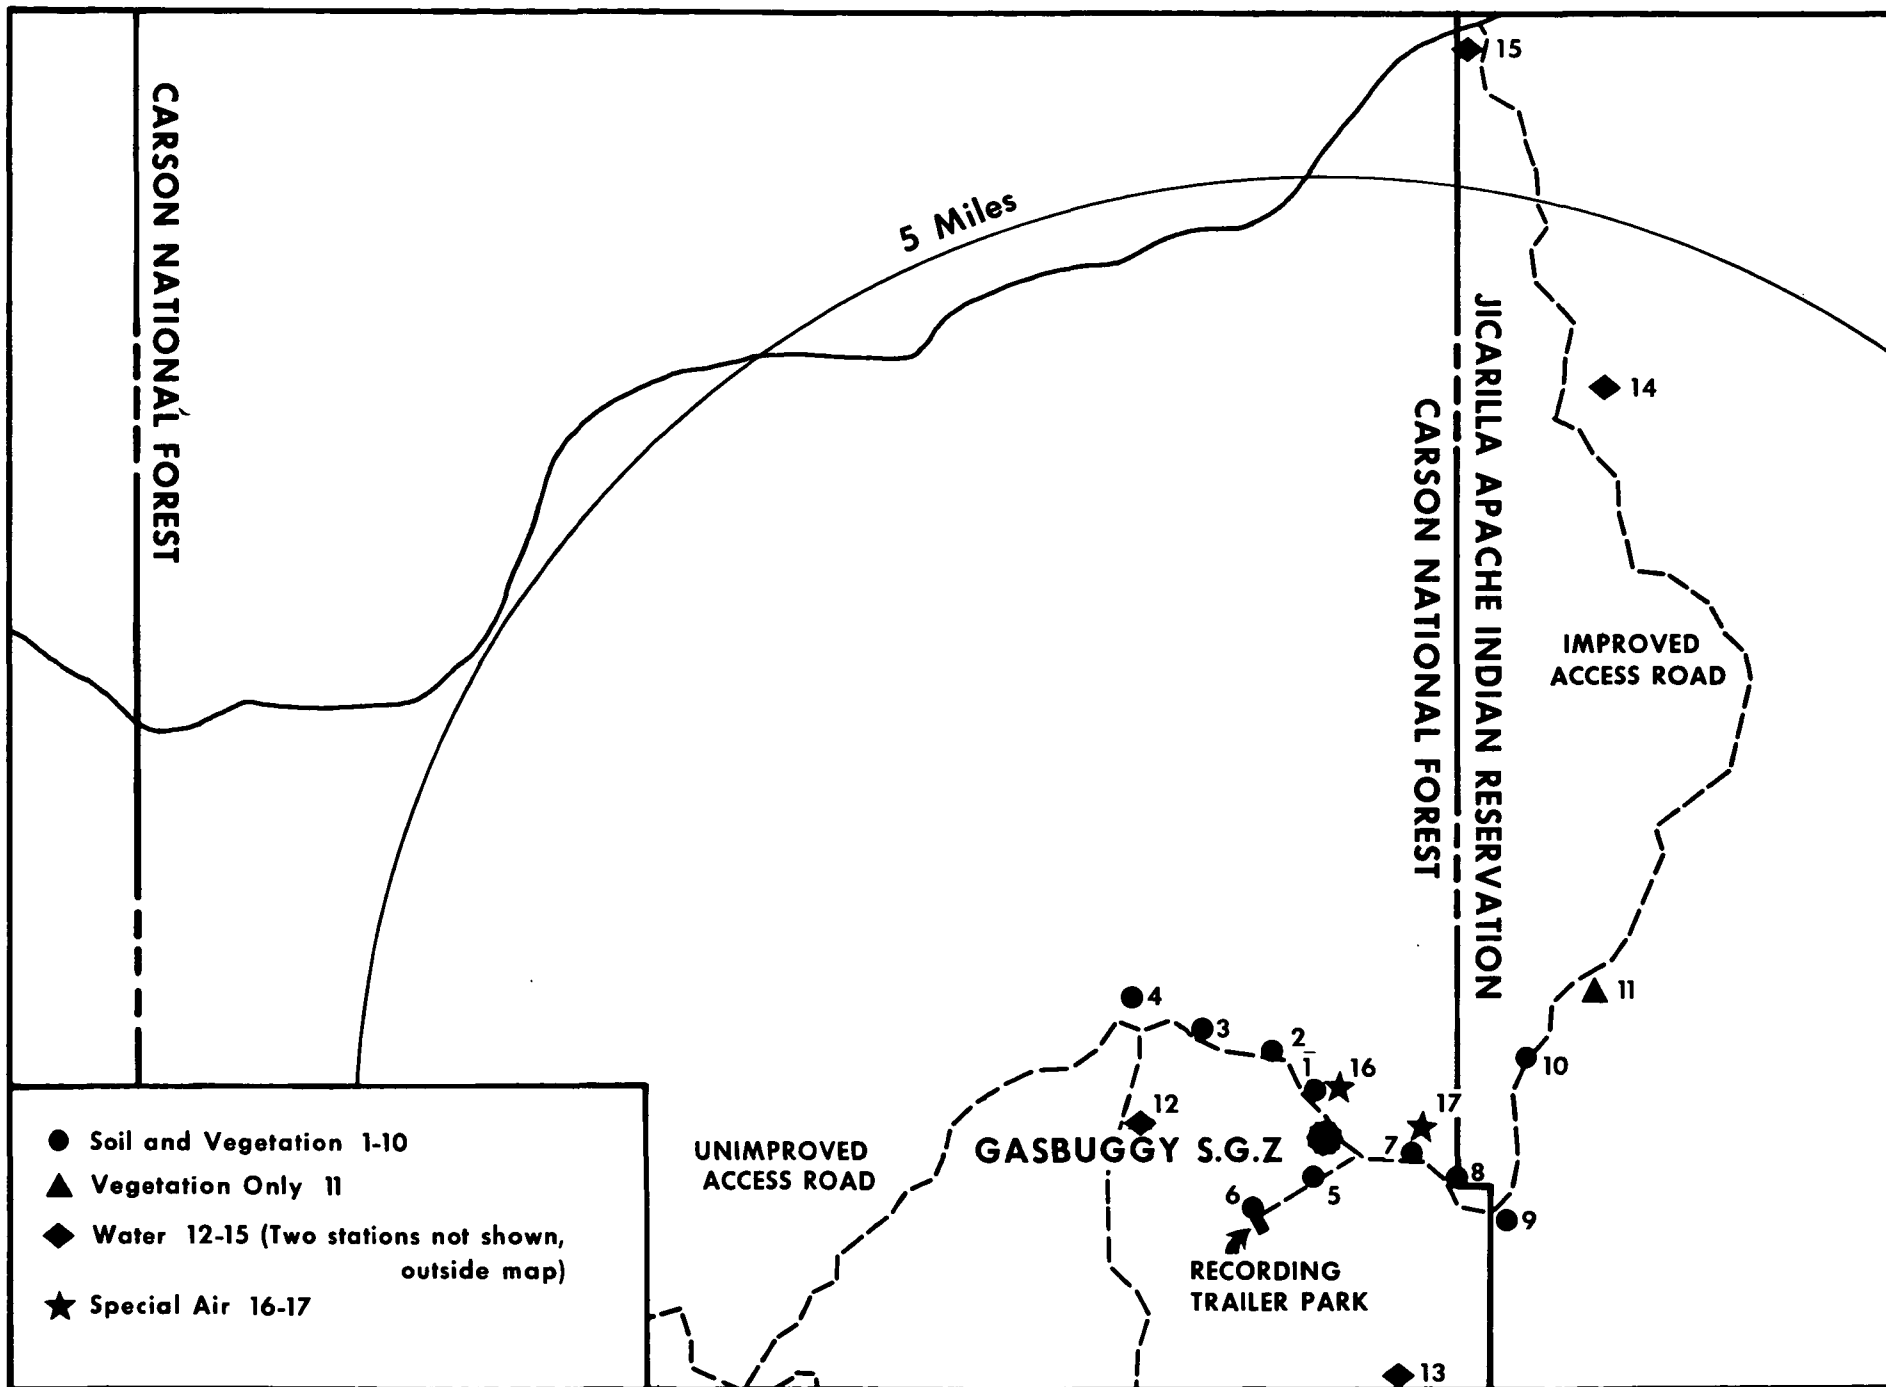 15
CARSON NATIONAL FOREST
5 Miles
JICARILLA APACHE INDIAN RESERVATION
CARSON NATIONAL FOREST
14
IMPROVED
ACCESS ROAD
11
4
3
2
1
16
10
12
17
UNIMPROVED
ACCESS ROAD
GASBUGGY S.G.Z
7
8
5
6
9
RECORDING
TRAILER PARK
13
Soil and Vegetation 1-10
Vegetation Only 11
Water 12-15 (Two stations not shown,
outside map)
Special Air 16-17